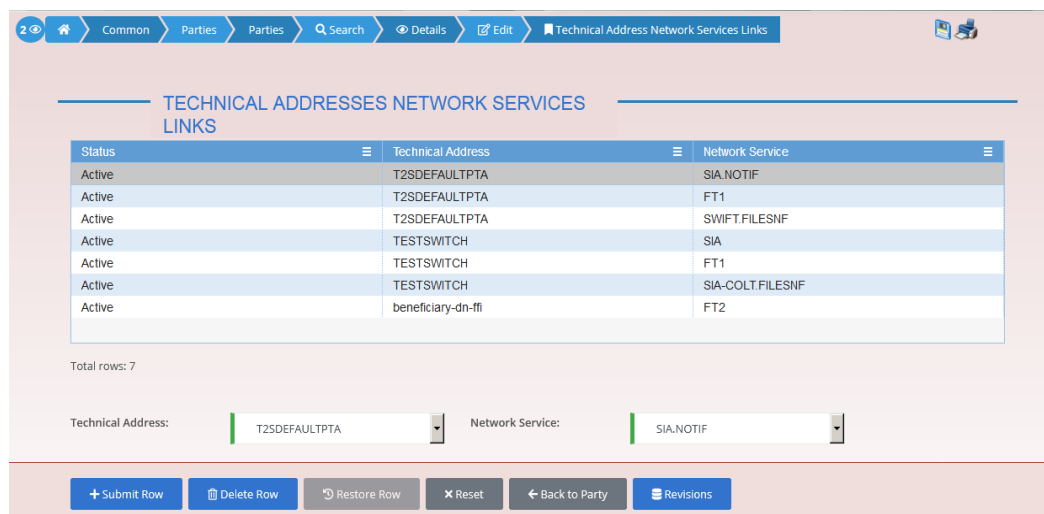 2 Common Parties Parties Search Details Edit Technical Address Network Services Links
TECHNICAL ADDRESSES NETWORK SERVICES
LINKS
Status Technical Address Network Service
Active T2SDEFAULTPTA SIA.NOTIF
Active T2SDEFAULTPTA FT1
Active T2SDEFAULTPTA SWIFT.FILESNF
Active TESTSWITCH SIA
Active TESTSWITCH FT1
Active TESTSWITCH SIA-COLT.FILESNF
Active beneficiary-dn-ffi FT2
Total rows: 7
Technical Address: T2SDEFAULTPTA Network Service: SIA.NOTIF
Submit Row Delete Row Restore Row Reset Back to Party Revisions